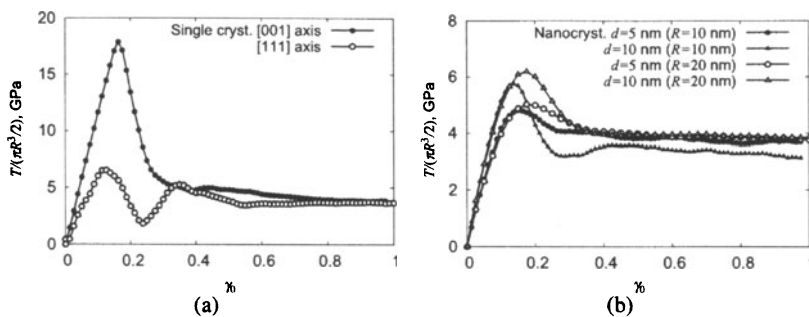 Single cryst. [001] axis
[111] axis
T/(πR³/2), GPa
20
15
10
5
0
0 0.2 0.4 0.6 0.8 1
γ₀
(a)
Nanocryst. d=5 nm (R=10 nm)
d=10 nm (R=10 nm)
d=5 nm (R=20 nm)
d=10 nm (R=20 nm)
T/(πR³/2), GPa
8
6
4
2
0
0 0.2 0.4 0.6 0.8 1
γ₀
(b)